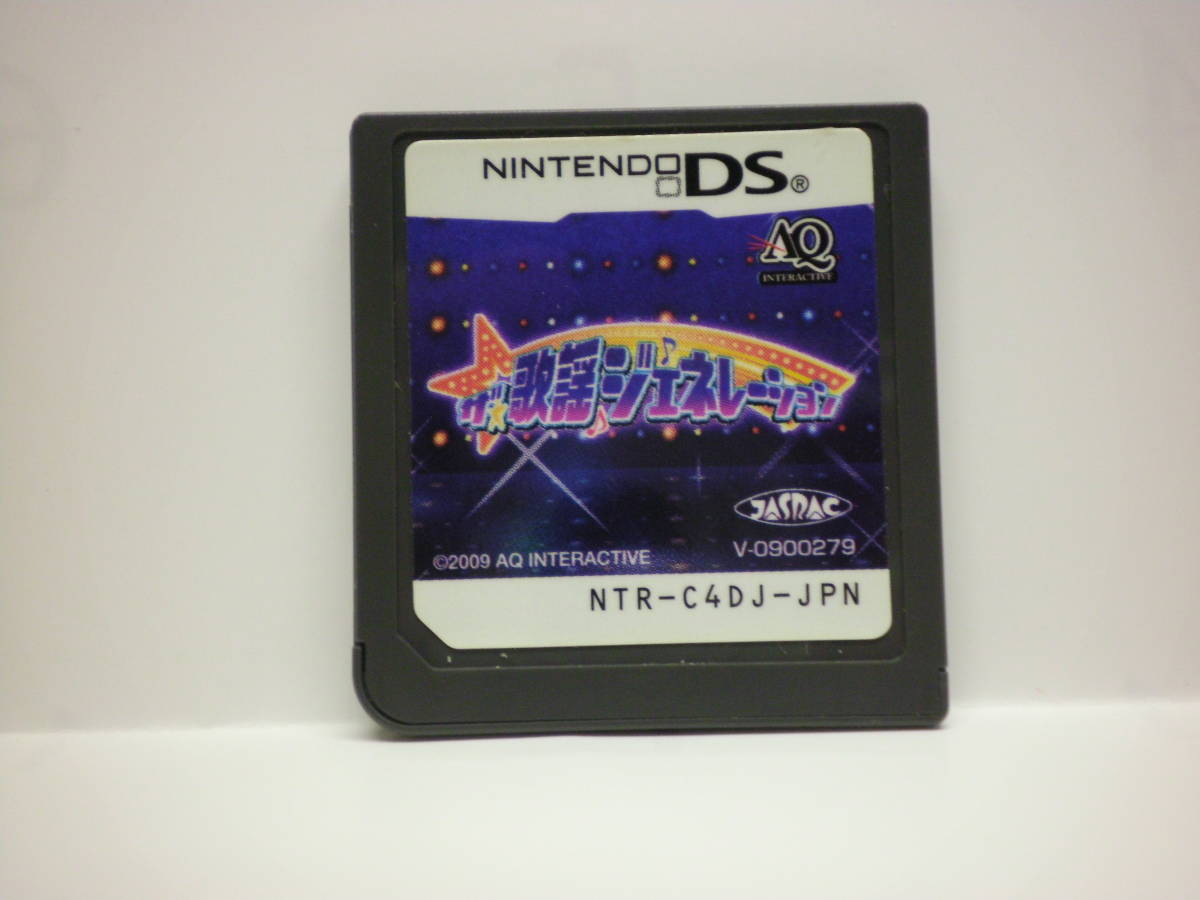 NINTENDO DS®
AQ
INTERACTIVE
ザ★歌謡ジェネレーション
JASRAC
©2009 AQ INTERACTIVE
V-0900279
NTR-C4DJ-JPN